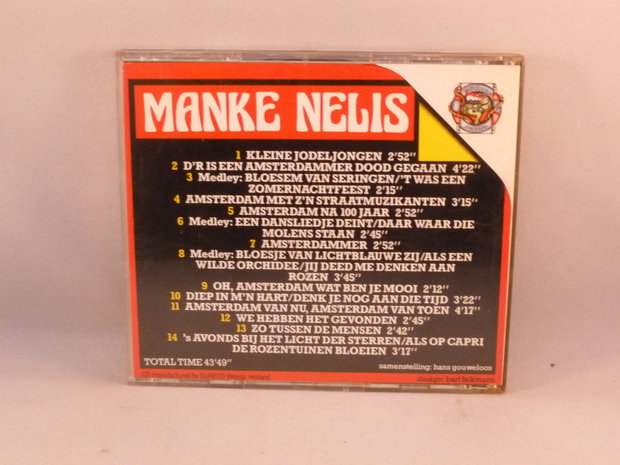 MANKE NELIS
1 KLEINE JODELJONGEN 2'52"
2 D'R IS EEN AMSTERDAMMER DOOD GEGAAN 4'22"
3 Medley: BLOESEM VAN SERINGEN/'T WAS EEN
ZOMERNACHTFEEST 2'15"
4 AMSTERDAM MET Z'N STRAATMUZIKANTEN 3'15"
5 AMSTERDAM NA 100 JAAR 2'52"
6 Medley: EEN DANSLIEDJE DEINT/DAAR WAAR DIE
MOLENS STAAN 2'45"
7 AMSTERDAMMER 2'52"
8 Medley: BLOESJE VAN LICHTBLAUWE ZIJ/ALS EEN
WILDE ORCHIDEE/JIJ DEED ME DENKEN AAN
ROZEN 3'45"
9 OH, AMSTERDAM WAT BEN JE MOOI 2'12"
10 DIEP IN M'N HART/DENK JE NOG AAN DIE TIJD 3'22"
11 AMSTERDAM VAN NU, AMSTERDAM VAN TOEN 4'17"
12 WE HEBBEN HET GEVONDEN 2'45"
13 ZO TUSSEN DE MENSEN 2'42"
14 's AVONDS BIJ HET LICHT DER STERREN/ALS OP CAPRI
DE ROZENTUINEN BLOEIEN 3'17"
TOTAL TIME 43'49"
samenstelling: hans gouweloos
CD manufactured by DURECO Weesp, Holland
design: bart falkmann